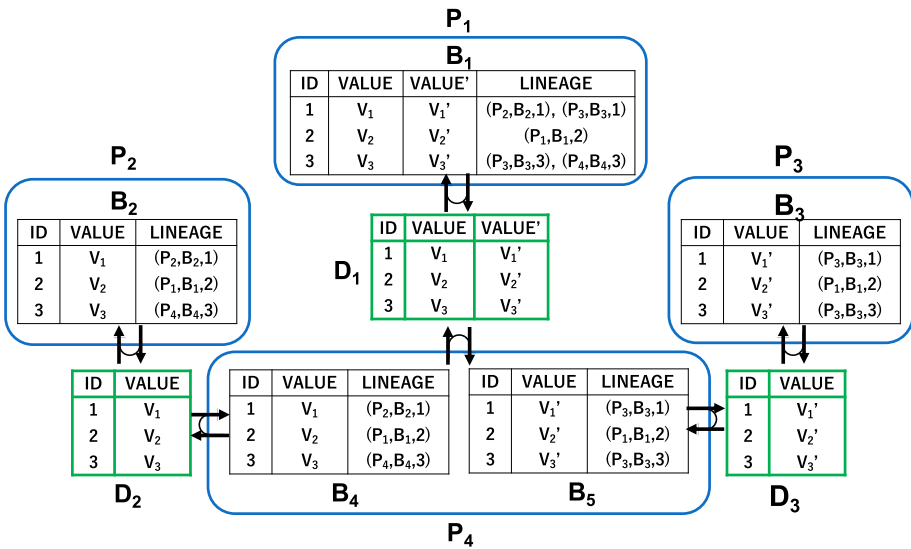 P₁
B₁
ID VALUE VALUE' LINEAGE
1 V₁ V₁' (P₂,B₂,1), (P₃,B₃,1)
2 V₂ V₂' (P₁,B₁,2)
3 V₃ V₃' (P₃,B₃,3), (P₄,B₄,3)
P₂
B₂
ID VALUE LINEAGE
1 V₁ (P₂,B₂,1)
2 V₂ (P₁,B₁,2)
3 V₃ (P₄,B₄,3)
D₁
ID VALUE VALUE'
1 V₁ V₁'
2 V₂ V₂'
3 V₃ V₃'
P₃
B₃
ID VALUE LINEAGE
1 V₁' (P₃,B₃,1)
2 V₂' (P₁,B₁,2)
3 V₃' (P₃,B₃,3)
ID VALUE
1 V₁
2 V₂
3 V₃
D₂
ID VALUE LINEAGE
1 V₁ (P₂,B₂,1)
2 V₂ (P₁,B₁,2)
3 V₃ (P₄,B₄,3)
B₄
ID VALUE LINEAGE
1 V₁' (P₃,B₃,1)
2 V₂' (P₁,B₁,2)
3 V₃' (P₃,B₃,3)
B₅
ID VALUE
1 V₁'
2 V₂'
3 V₃'
D₃
P₄